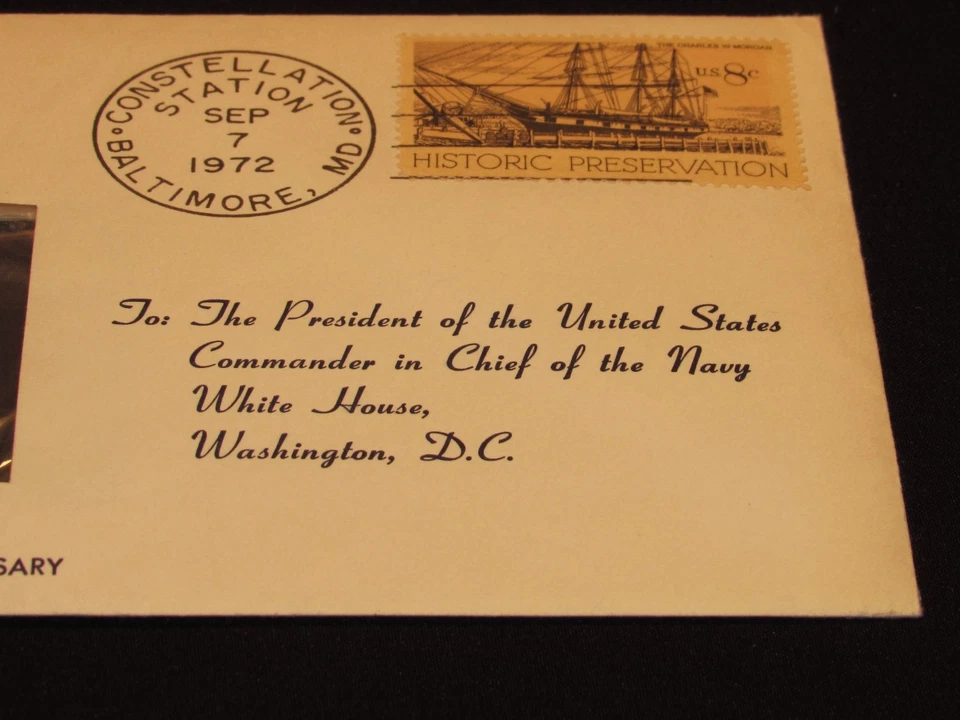 CONSTELLATION
STATION
SEP
7
1972
BALTIMORE, MD
THE CHARLES W MORGAN
U.S. 8c
HISTORIC PRESERVATION
To: The President of the United States
Commander in Chief of the Navy
White House,
Washington, D.C.
SARY